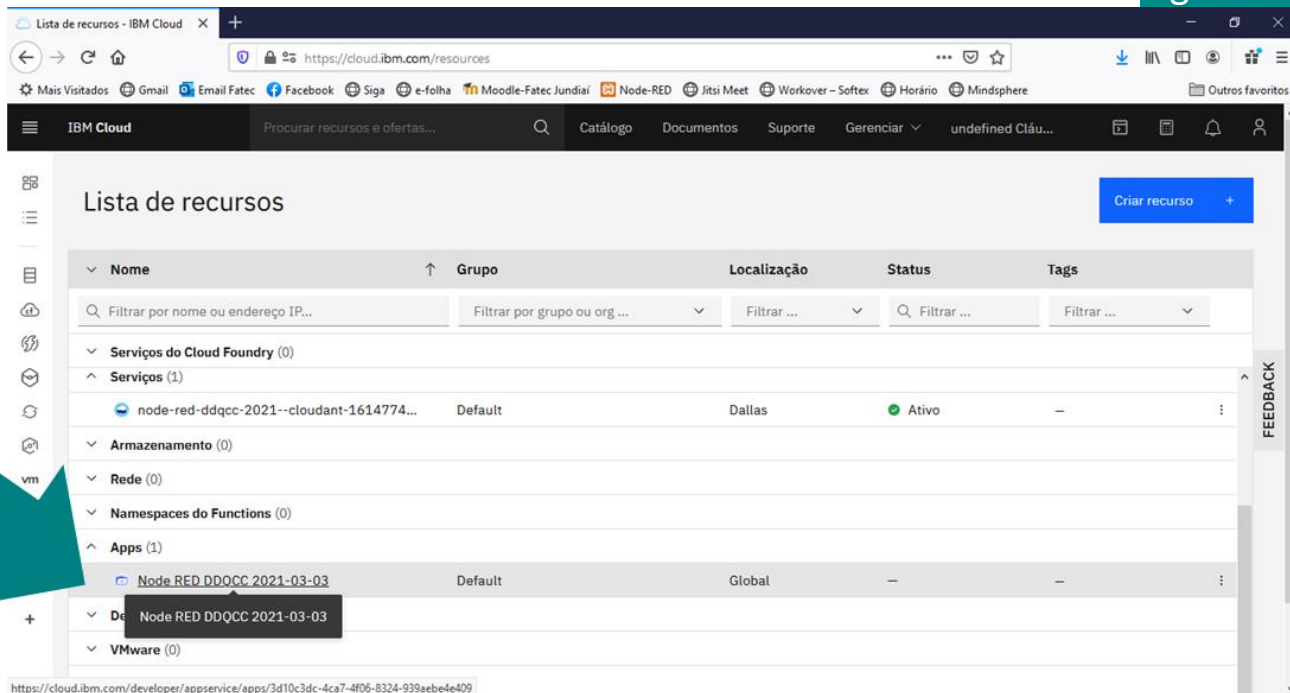 Lista de recursos - IBM Cloud
https://cloud.ibm.com/resources
Mais Visitados Gmail Email Fatec Facebook Siga e-folha Moodle-Fatec Jundiaí Node-RED Jitsi Meet Workover – Softex Horário Mindsphere Outros favoritos
IBM Cloud Procurar recursos e ofertas... Catálogo Documentos Suporte Gerenciar undefined Cláu...
Lista de recursos
Criar recurso +
Nome Grupo Localização Status Tags
Filtrar por nome ou endereço IP... Filtrar por grupo ou org ... Filtrar ... Filtrar ... Filtrar ...
Serviços do Cloud Foundry (0)
Serviços (1)
node-red-ddqcc-2021--cloudant-1614774... Default Dallas Ativo –
Armazenamento (0)
vm Rede (0)
Namespaces do Functions (0)
Apps (1)
Node RED DDQCC 2021-03-03 Default Global – –
De
Node RED DDQCC 2021-03-03
VMware (0)
FEEDBACK
https://cloud.ibm.com/developer/appservice/apps/3d10c3dc-4ca7-4f06-8324-939aebe4e409